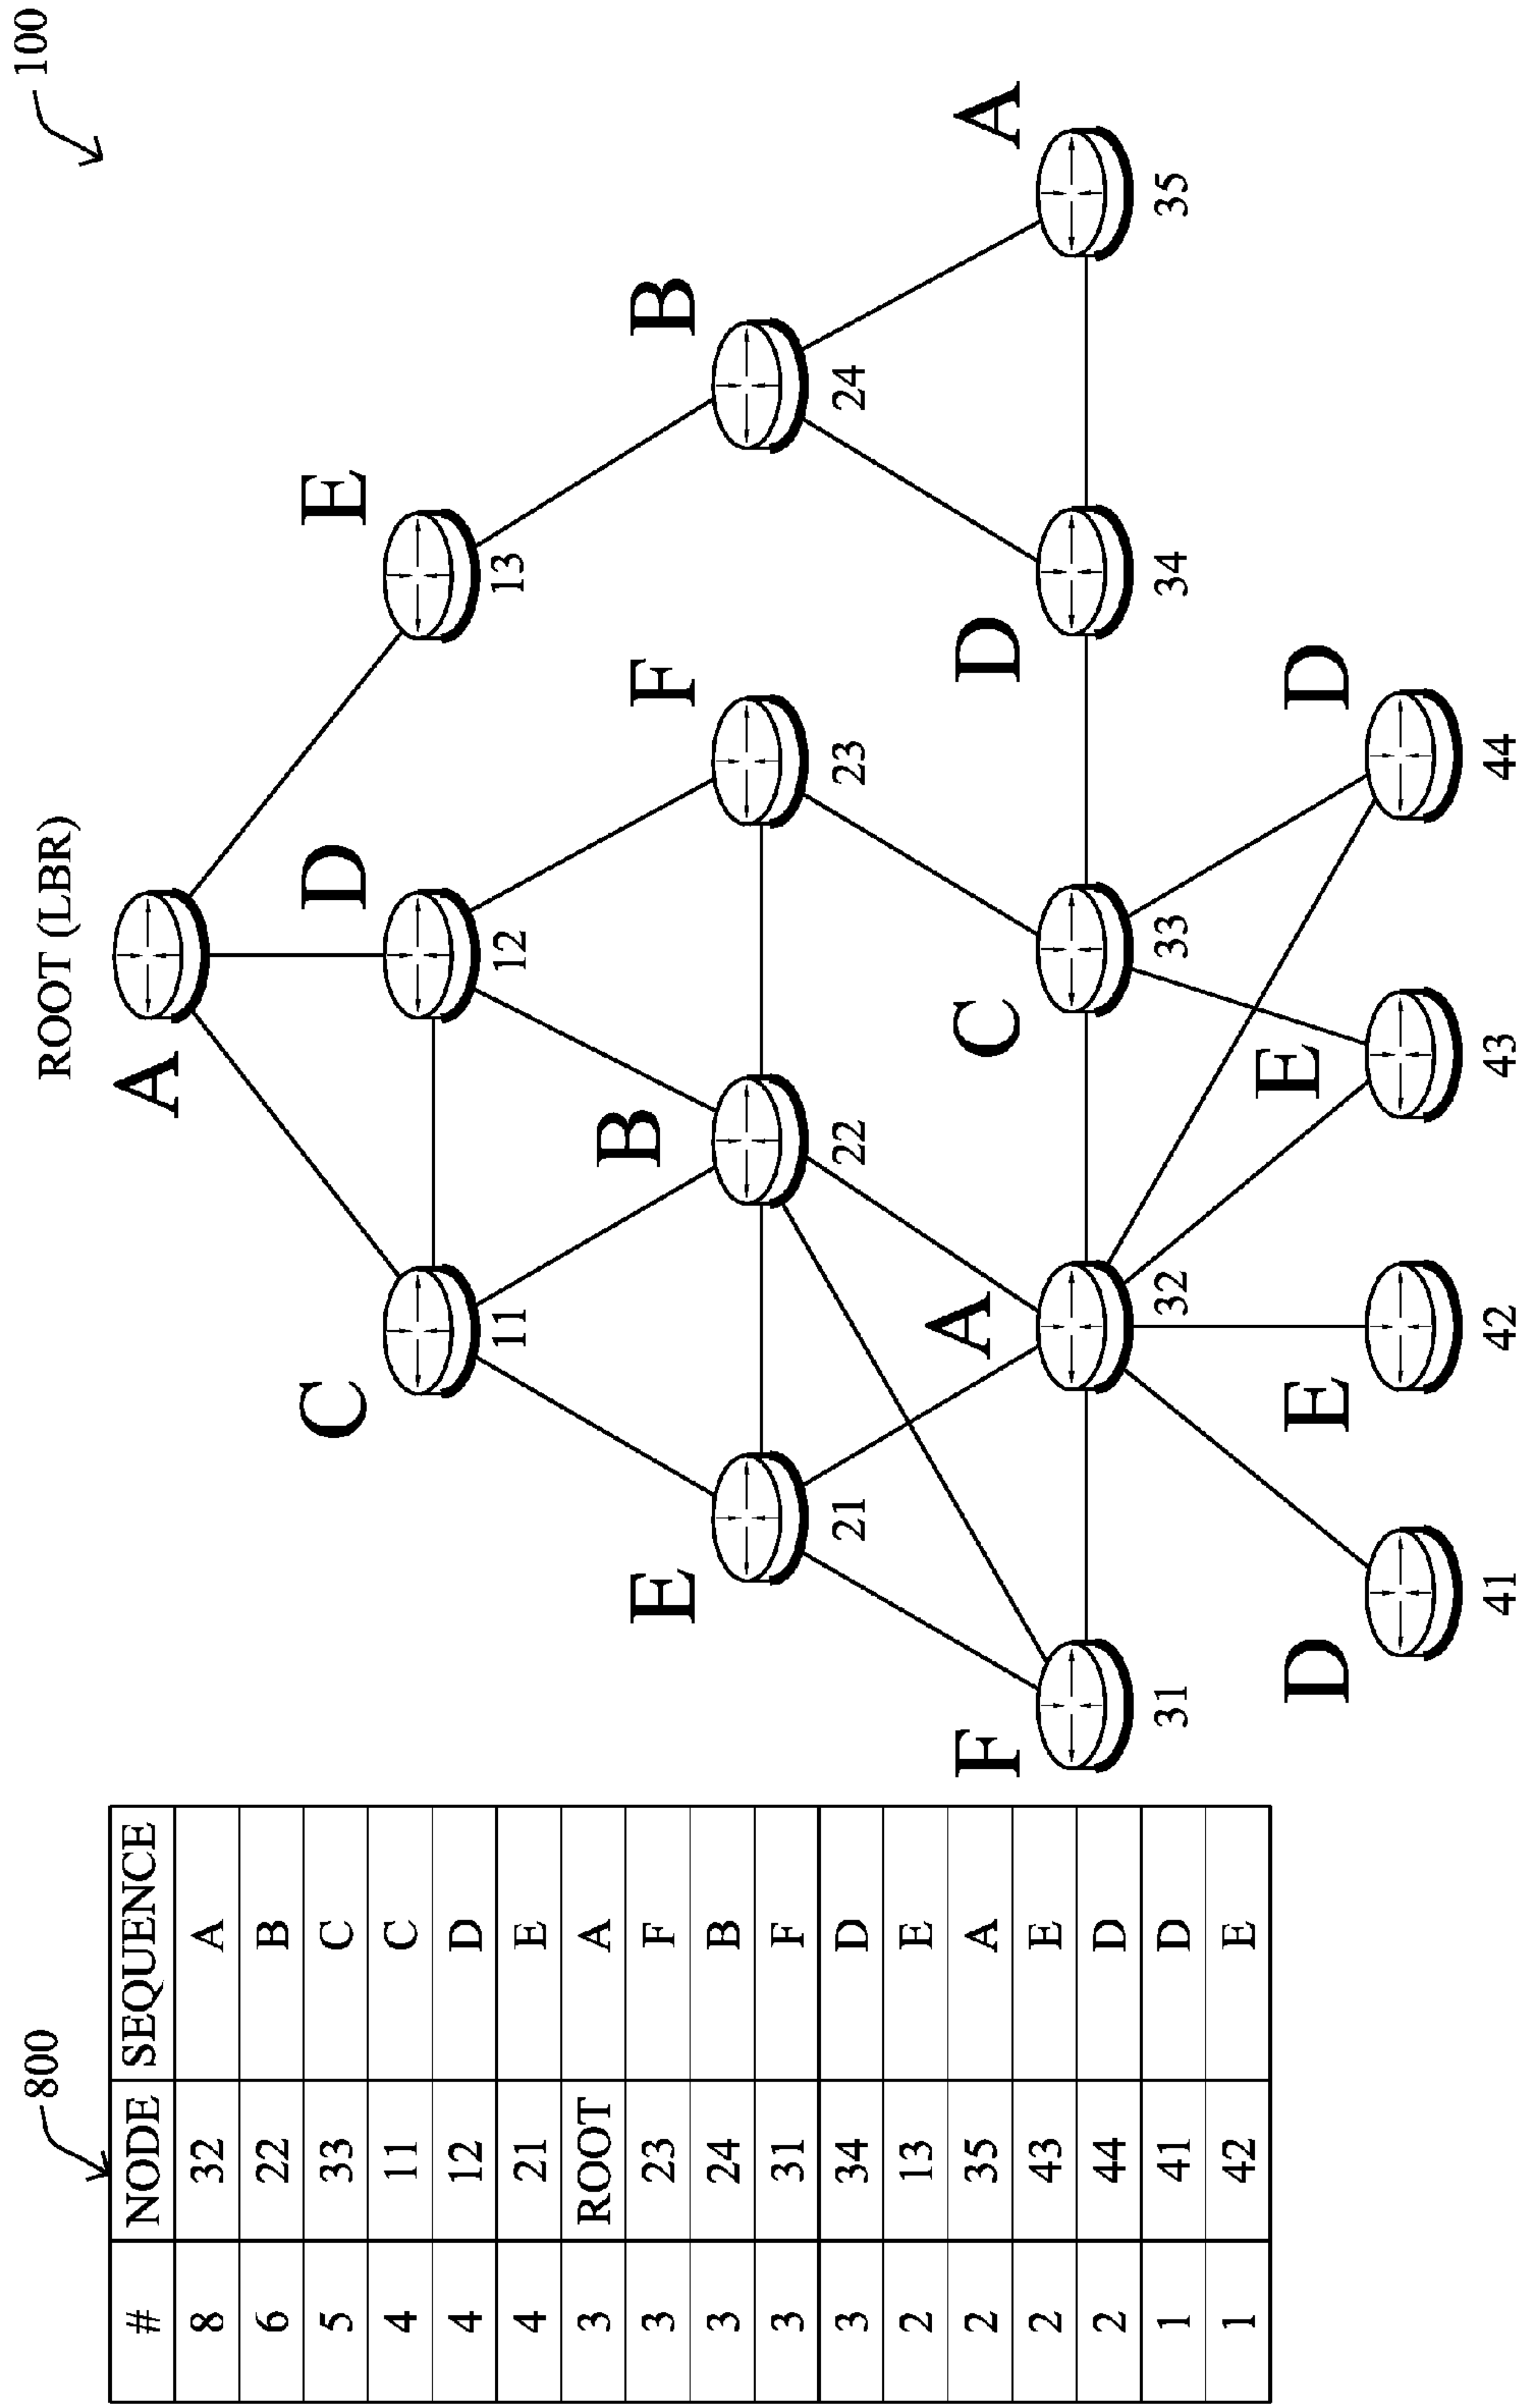 800
# NODE SEQUENCE
8 32 A
6 22 B
5 33 C
4 11 C
4 12 D
4 21 E
3 ROOT A
3 23 F
3 24 B
3 31 F
3 34 D
2 13 E
2 35 A
2 43 E
2 44 D
1 41 D
1 42 E
100
ROOT (LBR)
A
C
11
D
12
E
13
E
21
B
22
F
23
B
24
F
31
A
32
C
33
D
34
A
35
D
41
E
42
E
43
D
44